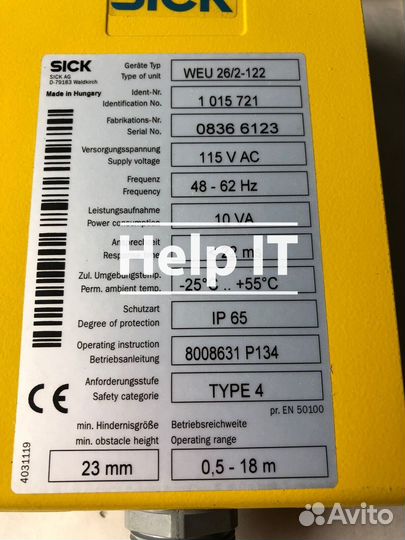 SICK
SICK
SICK AG
D-79183 Waldkirch
Made in Hungary
Geräte Typ
Type of unit
WEU 26/2-122
Ident-Nr.
Identification No.
1 015 721
Fabrikations-Nr.
Serial No.
0836 6123
Versorgungsspannung
Supply voltage
115 V AC
Frequenz
Frequency
48 - 62 Hz
Leistungsaufnahme
Power consumption
10 VA
Ansprechzeit
ms
Help IT
Zul. Umgebungstemp.
Perm. ambient temp.
-25°C .. +55°C
Schutzart
Degree of protection
IP 65
Operating instruction
Betriebsanleitung
8008631 P134
Anforderungsstufe
Safety categorie
TYPE 4
pr. EN 50100
CE
min. Hindernisgröße
min. obstacle height
23 mm
Betriebsreichweite
Operating range
0,5 - 18 m
4031119
Avito